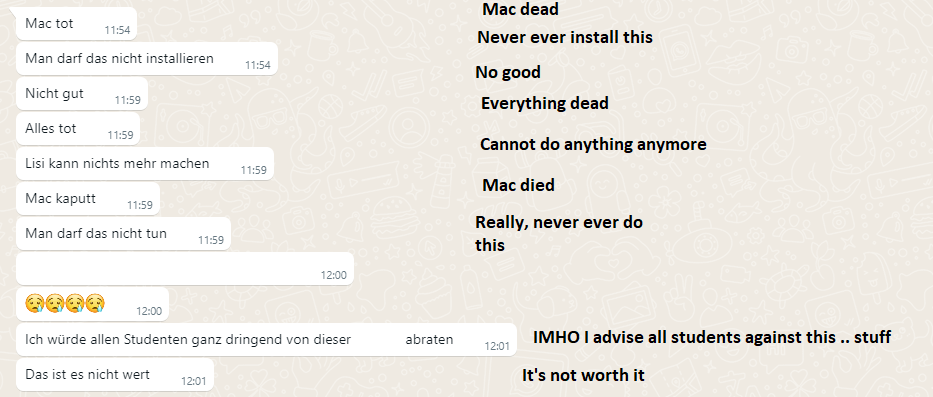 Mac tot 11:54 Mac dead
Man darf das nicht installieren 11:54 Never ever install this
Nicht gut 11:59 No good
Alles tot 11:59 Everything dead
Lisi kann nichts mehr machen 11:59 Cannot do anything anymore
Mac kaputt 11:59 Mac died
Man darf das nicht tun 11:59 Really, never ever do
this
12:00
😢😢😢😢 12:00
Ich würde allen Studenten ganz dringend von dieser abraten 12:01 IMHO I advise all students against this .. stuff
Das ist es nicht wert 12:01 It's not worth it